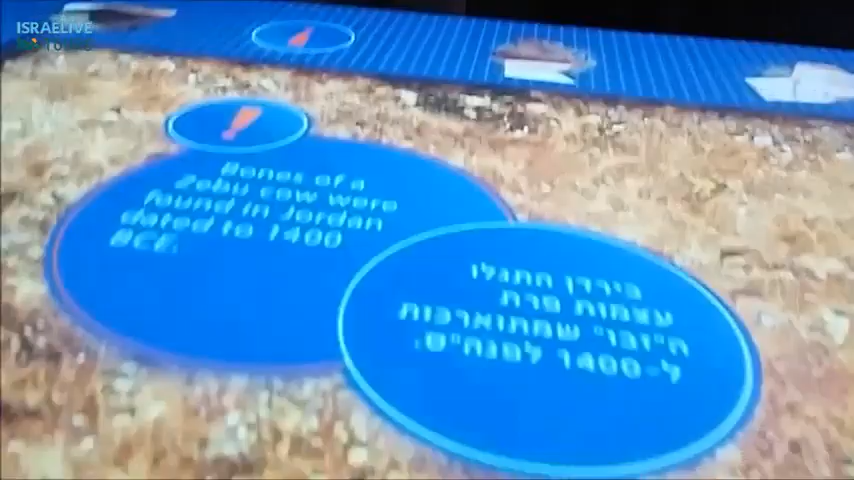 ISRAELIVE
Bones of a
Zebu cow were
found in Jordan
dated to 1400
BCE.
בירדן התגלו
עצמות פרת
הזבו שמתוארכות
ל-1400 לפנה"ס.